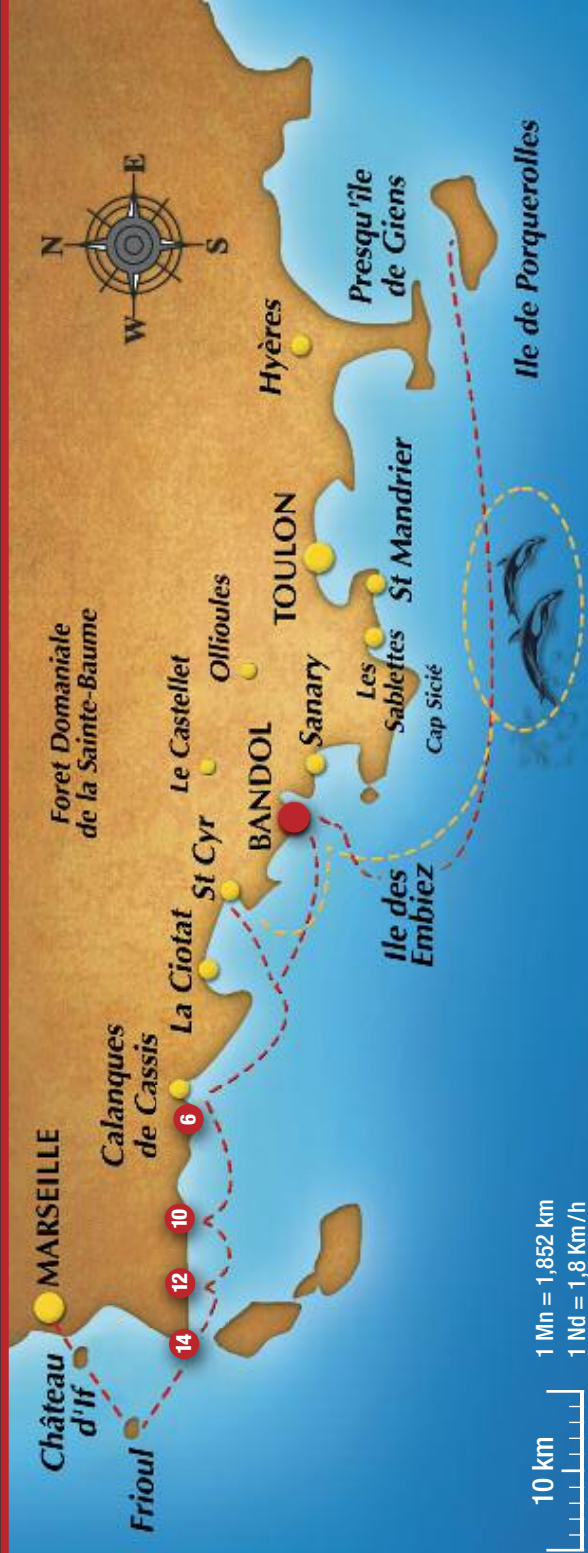 MARSEILLE
Château
d'If
Frioul
14
12
10
6
Calanques
de Cassis
La Ciotat
St Cyr
Foret Domaniale
de la Sainte-Baume
Le Castellet
BANDOL
Ollioules
Sanary
Ile des
Embiez
Les
Sablettes
Cap Sicié
TOULON
St Mandrier
Hyères
Presqu'île
de Giens
Ile de Porquerolles
N
W
E
S
10 km
1 Mn = 1,852 km
1 Nd = 1,8 Km/h